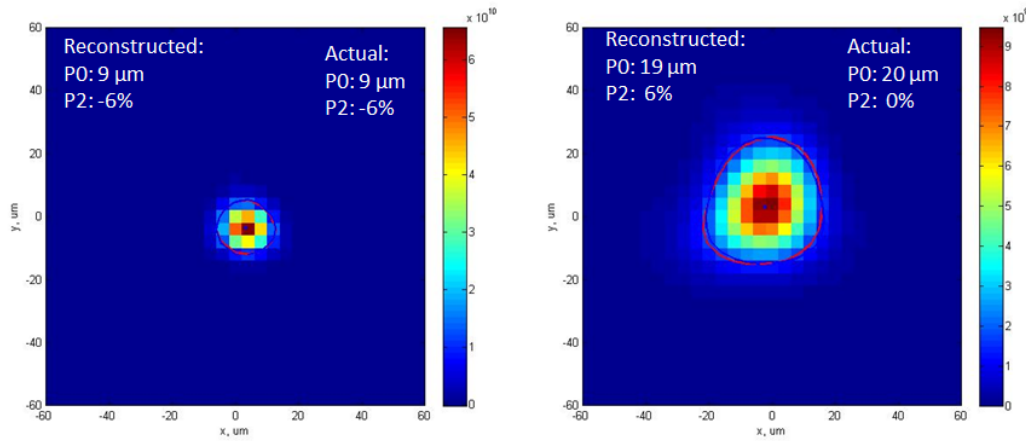 x 10^10
Reconstructed:
P0: 9 μm
P2: -6%
Actual:
P0: 9 μm
P2: -6%
60
40
20
0
-20
-40
-60
y, um
-60
-40
-20
0
20
40
60
x, um
6
5
4
3
2
1
0
Reconstructed:
P0: 19 μm
P2: 6%
Actual:
P0: 20 μm
P2: 0%
60
40
20
0
-20
-40
-60
y, um
-60
-40
-20
0
20
40
60
x, um
9
8
7
6
5
4
3
2
1
0